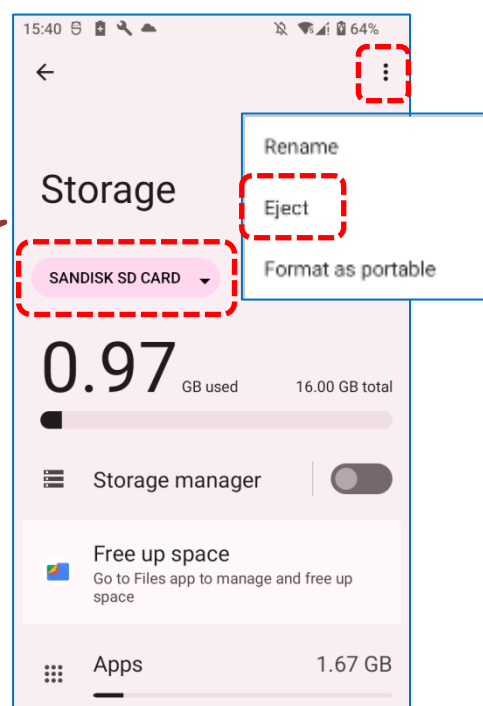 15:40
64%
Rename
Storage
Eject
SANDISK SD CARD
Format as portable
0.97 GB used 16.00 GB total
Storage manager
Free up space
Go to Files app to manage and free up
space
Apps 1.67 GB